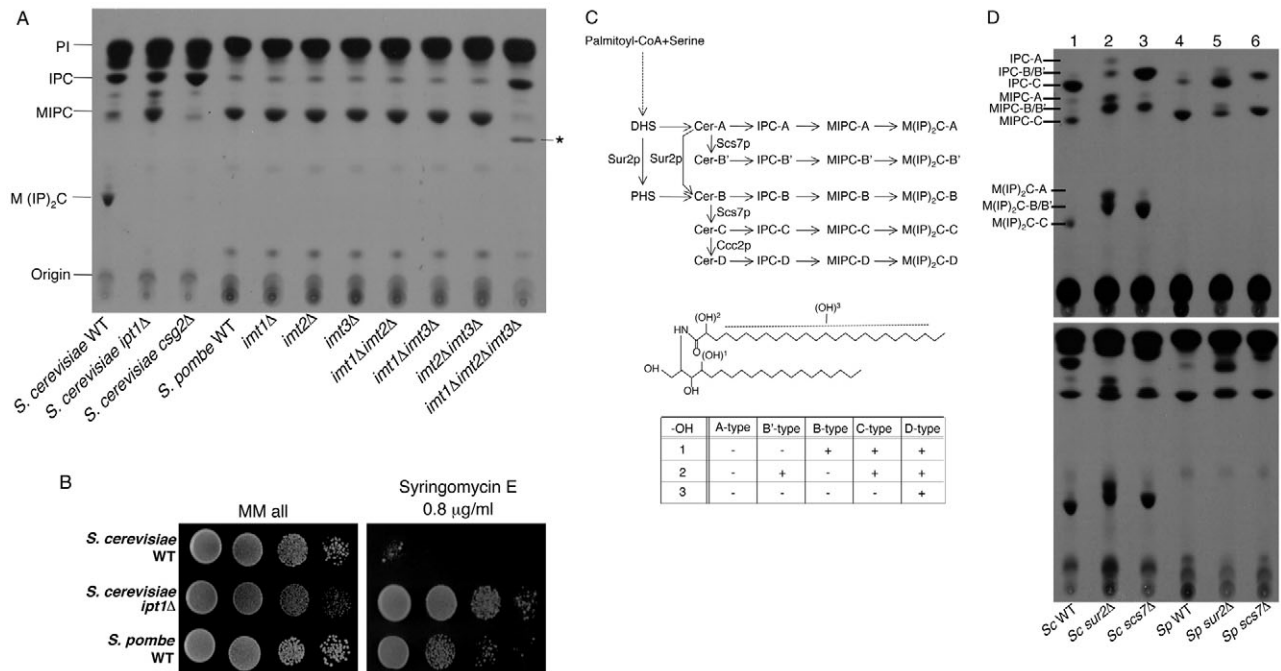 A
PI
IPC
MIPC
M (IP)₂C
Origin
*
S. cerevisiae WT
S. cerevisiae ipt1Δ
S. cerevisiae csg2Δ
S. pombe WT
imt1Δ
imt2Δ
imt3Δ
imt1Δimt2Δ
imt1Δimt3Δ
imt2Δimt3Δ
imt1Δimt2Δimt3Δ
B
MM all
Syringomycin E
0.8 μg/ml
S. cerevisiae
WT
S. cerevisiae
ipt1Δ
S. pombe
WT
C
Palmitoyl-CoA+Serine
DHS Cer-A IPC-A MIPC-A M(IP)₂C-A
Sur2p Sur2p Scs7p
Cer-B' IPC-B' MIPC-B' M(IP)₂C-B'
PHS Cer-B IPC-B MIPC-B M(IP)₂C-B
Scs7p
Cer-C IPC-C MIPC-C M(IP)₂C-C
Ccc2p
Cer-D IPC-D MIPC-D M(IP)₂C-D
(OH)³
(OH)²
HN
O
(OH)¹
OH
OH
-OH A-type B'-type B-type C-type D-type
1 - - + + +
2 - + - + +
3 - - - - +
D
1 2 3 4 5 6
IPC-A
IPC-B/B'
IPC-C
MIPC-A
MIPC-B/B'
MIPC-C
M(IP)₂C-A
M(IP)₂C-B/B'
M(IP)₂C-C
Sc WT
Sc sur2Δ
Sc scs7Δ
Sp WT
Sp sur2Δ
Sp scs7Δ